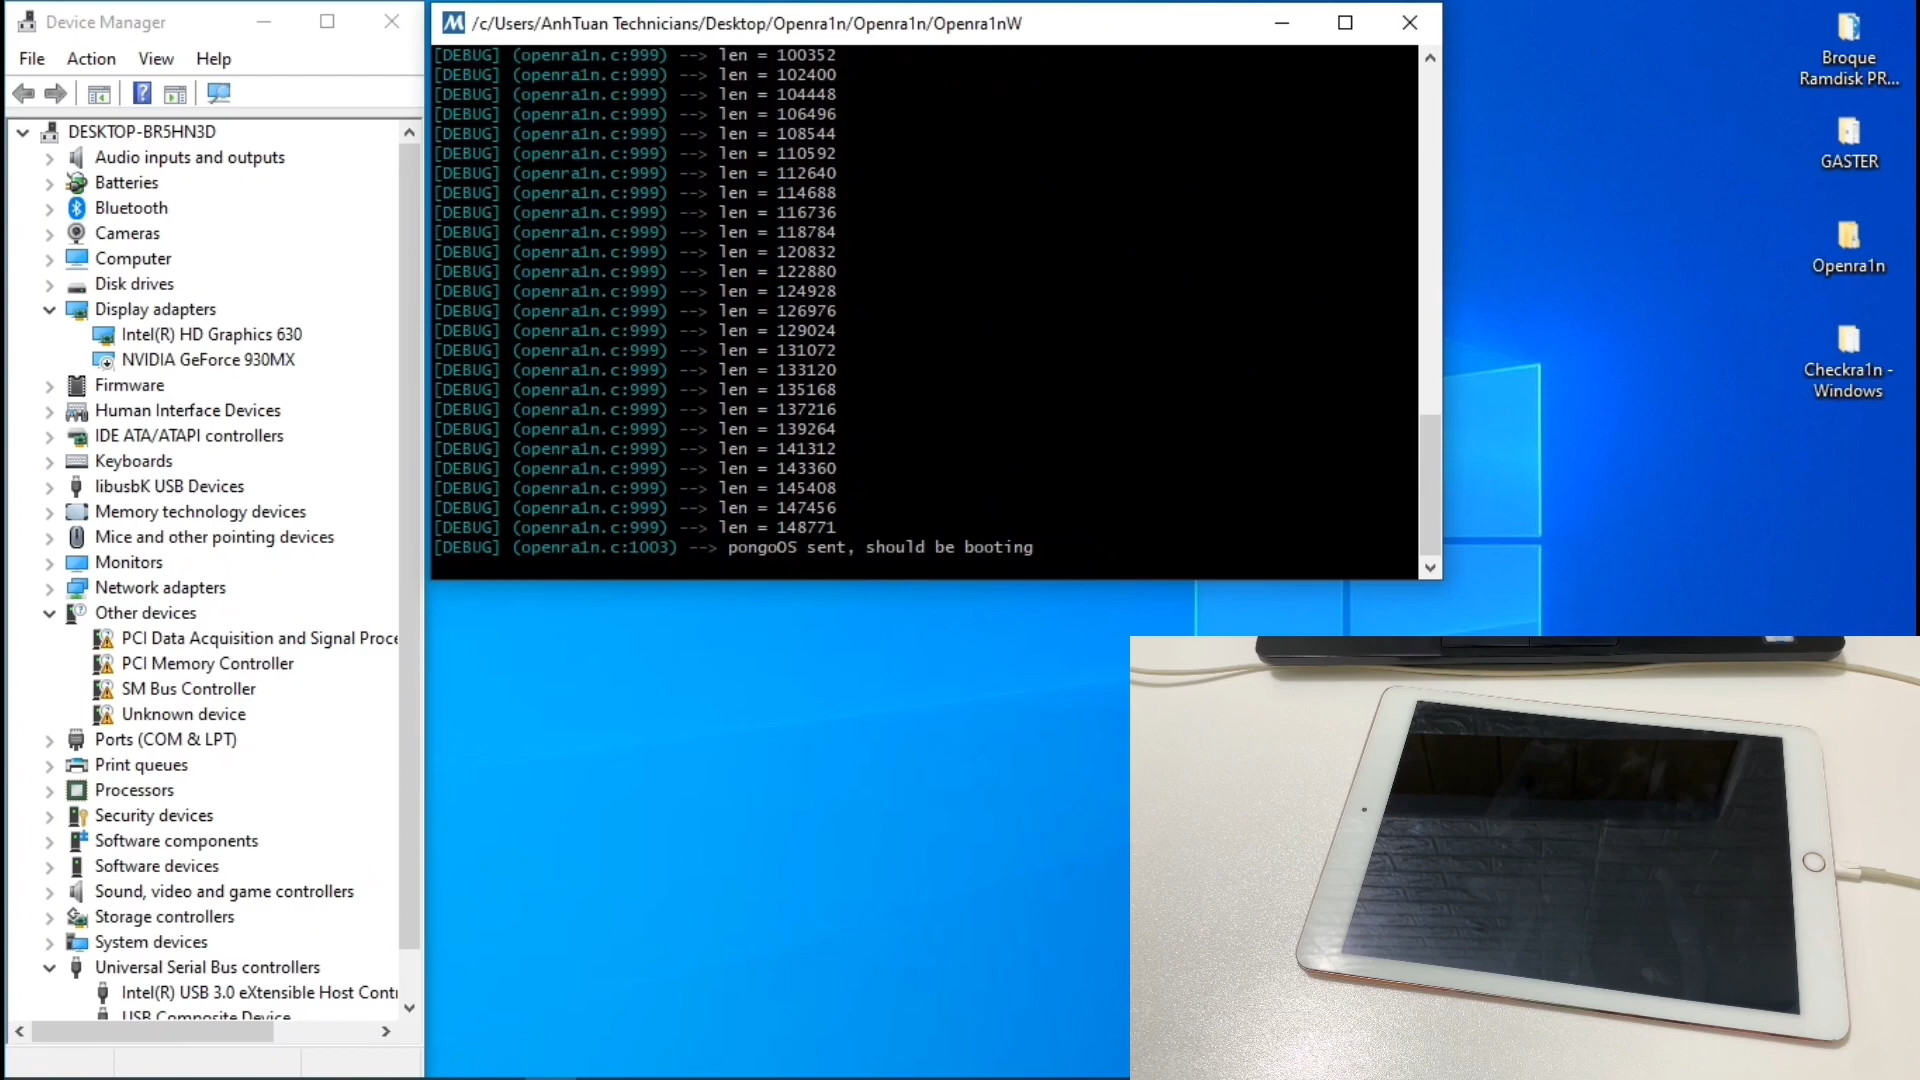 Device Manager
File Action View Help
DESKTOP-BR5HN3D
Audio inputs and outputs
Batteries
Bluetooth
Cameras
Computer
Disk drives
Display adapters
Intel(R) HD Graphics 630
NVIDIA GeForce 930MX
Firmware
Human Interface Devices
IDE ATA/ATAPI controllers
Keyboards
libusbK USB Devices
Memory technology devices
Mice and other pointing devices
Monitors
Network adapters
Other devices
PCI Data Acquisition and Signal Proce
PCI Memory Controller
SM Bus Controller
Unknown device
Ports (COM & LPT)
Print queues
Processors
Security devices
Software components
Software devices
Sound, video and game controllers
Storage controllers
System devices
Universal Serial Bus controllers
Intel(R) USB 3.0 eXtensible Host Contr
USB Composite Device
/c/Users/AnhTuan Technicians/Desktop/Openra1n/Openra1n/Openra1nW
[DEBUG] (openra1n.c:999) --> len = 100352
[DEBUG] (openra1n.c:999) --> len = 102400
[DEBUG] (openra1n.c:999) --> len = 104448
[DEBUG] (openra1n.c:999) --> len = 106496
[DEBUG] (openra1n.c:999) --> len = 108544
[DEBUG] (openra1n.c:999) --> len = 110592
[DEBUG] (openra1n.c:999) --> len = 112640
[DEBUG] (openra1n.c:999) --> len = 114688
[DEBUG] (openra1n.c:999) --> len = 116736
[DEBUG] (openra1n.c:999) --> len = 118784
[DEBUG] (openra1n.c:999) --> len = 120832
[DEBUG] (openra1n.c:999) --> len = 122880
[DEBUG] (openra1n.c:999) --> len = 124928
[DEBUG] (openra1n.c:999) --> len = 126976
[DEBUG] (openra1n.c:999) --> len = 129024
[DEBUG] (openra1n.c:999) --> len = 131072
[DEBUG] (openra1n.c:999) --> len = 133120
[DEBUG] (openra1n.c:999) --> len = 135168
[DEBUG] (openra1n.c:999) --> len = 137216
[DEBUG] (openra1n.c:999) --> len = 139264
[DEBUG] (openra1n.c:999) --> len = 141312
[DEBUG] (openra1n.c:999) --> len = 143360
[DEBUG] (openra1n.c:999) --> len = 145408
[DEBUG] (openra1n.c:999) --> len = 147456
[DEBUG] (openra1n.c:999) --> len = 148771
[DEBUG] (openra1n.c:1003) --> pongoOS sent, should be booting
Broque
Ramdisk PR...
GASTER
Openra1n
Checkra1n -
Windows